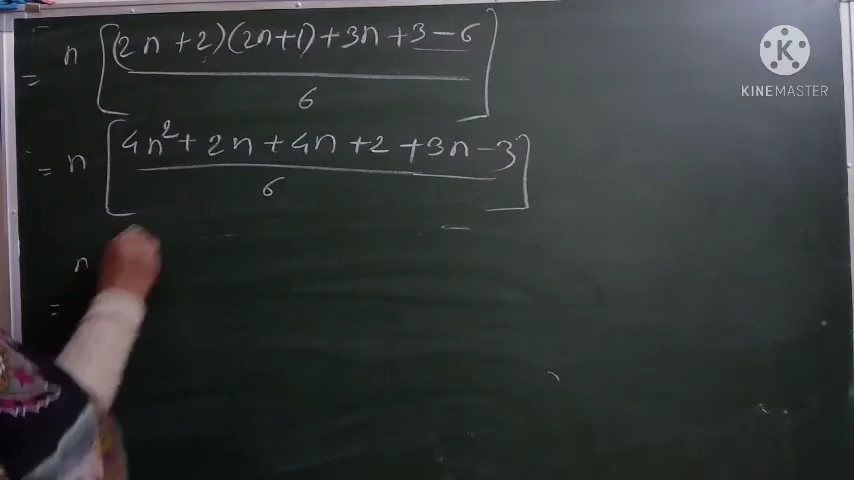 = n [ (2n+2)(2n+1)+3n+3-6 / 6 ]
= n [ 4n²+2n+4n+2+3n-3 / 6 ]
= n
K
KINEMASTER